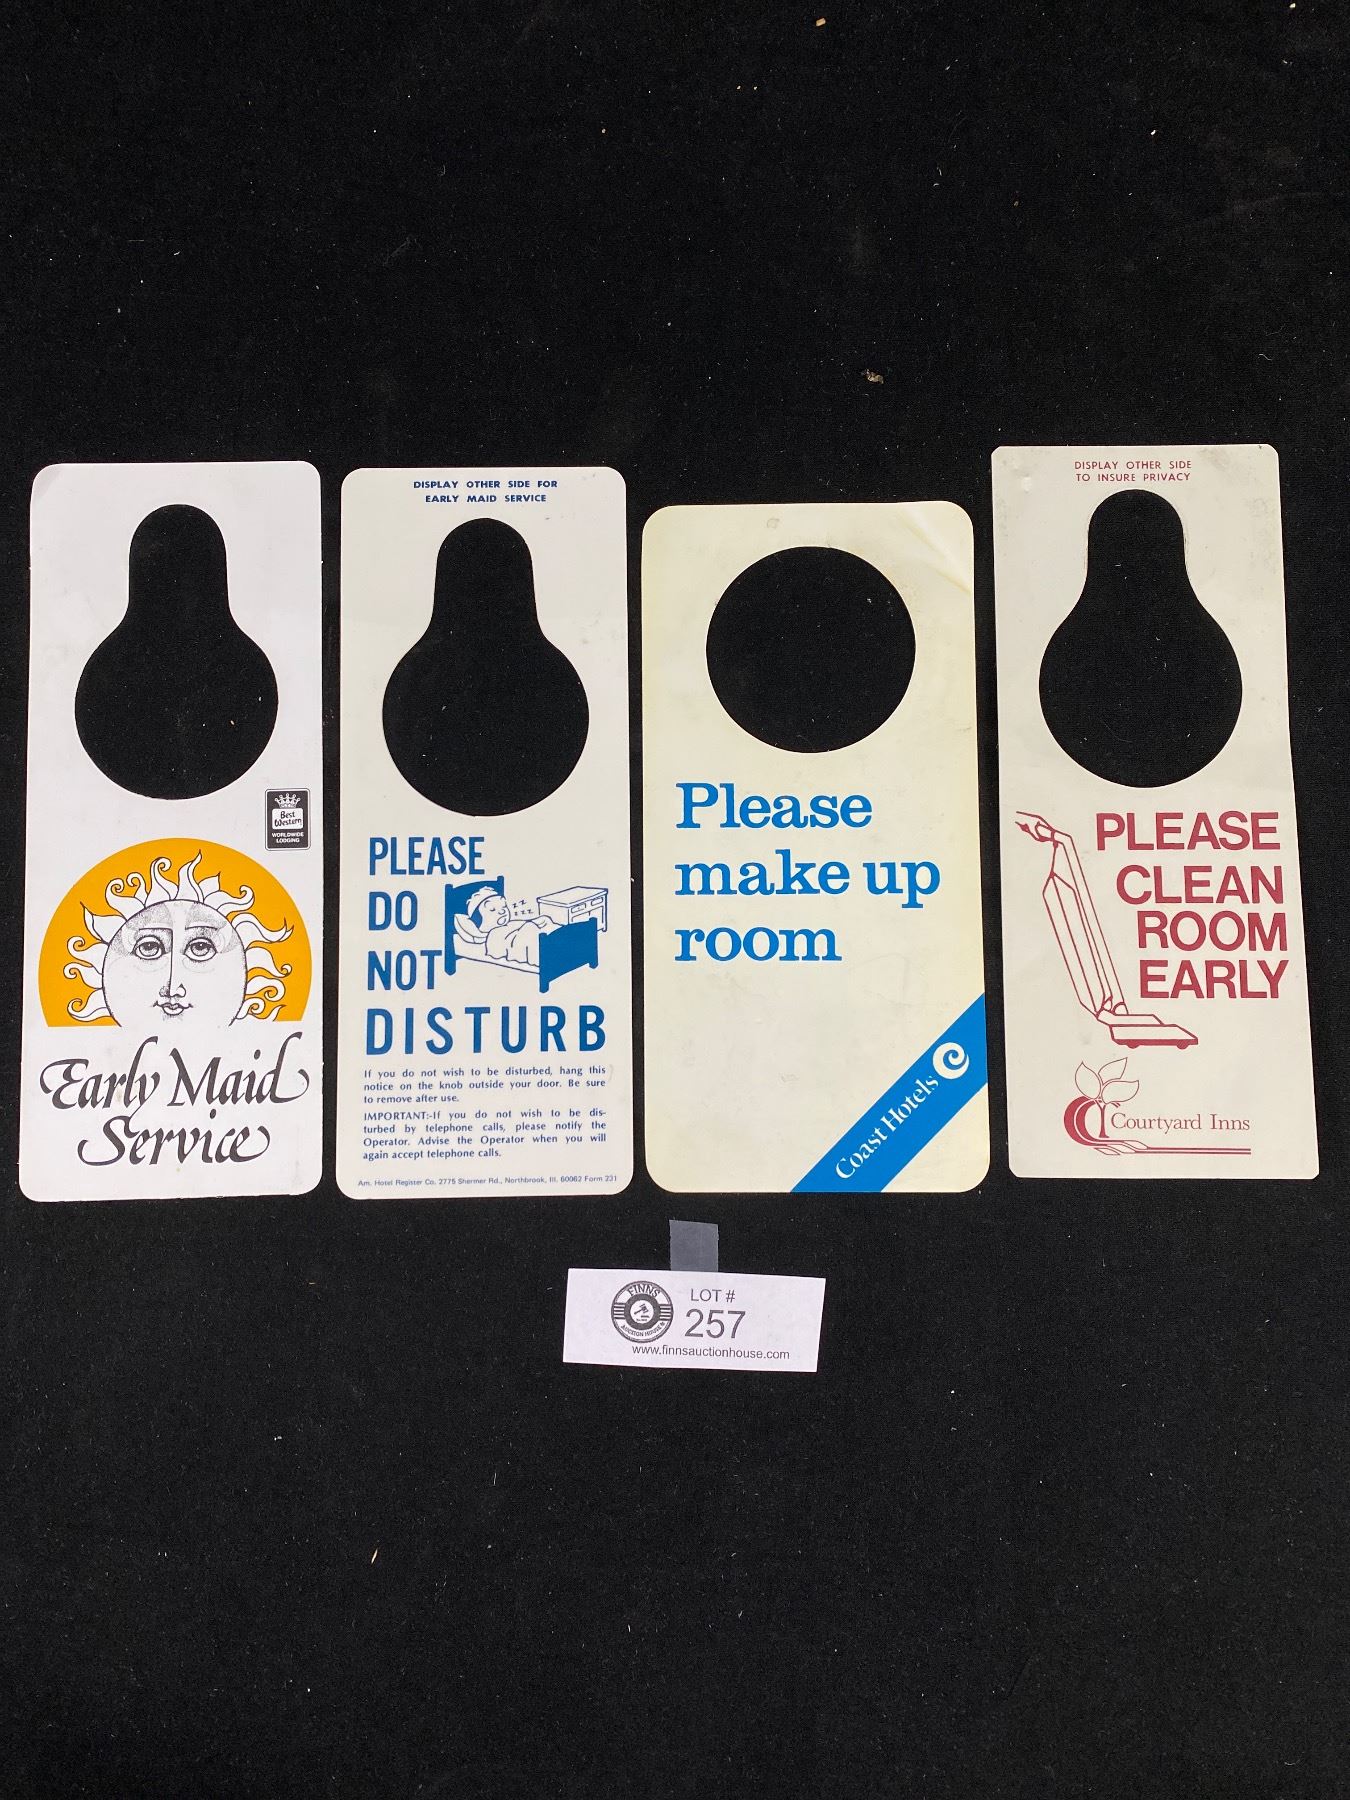 Best
Western
WORLDWIDE
LODGING
Early Maid
Service
DISPLAY OTHER SIDE FOR
EARLY MAID SERVICE
PLEASE
DO
NOT
DISTURB
zzz
zzz
If you do not wish to be disturbed, hang this
notice on the knob outside your door. Be sure
to remove after use.
IMPORTANT:-If you do not wish to be dis-
turbed by telephone calls, please notify the
Operator. Advise the Operator when you will
again accept telephone calls.
Am. Hotel Register Co. 2775 Shermer Rd., Northbrook, Ill. 60062 Form 231
Please
make up
room
Coast Hotels
DISPLAY OTHER SIDE
TO INSURE PRIVACY
PLEASE
CLEAN
ROOM
EARLY
Courtyard Inns
FINNS
AUCTION HOUSE
LOT #
257
www.finnsauctionhouse.com